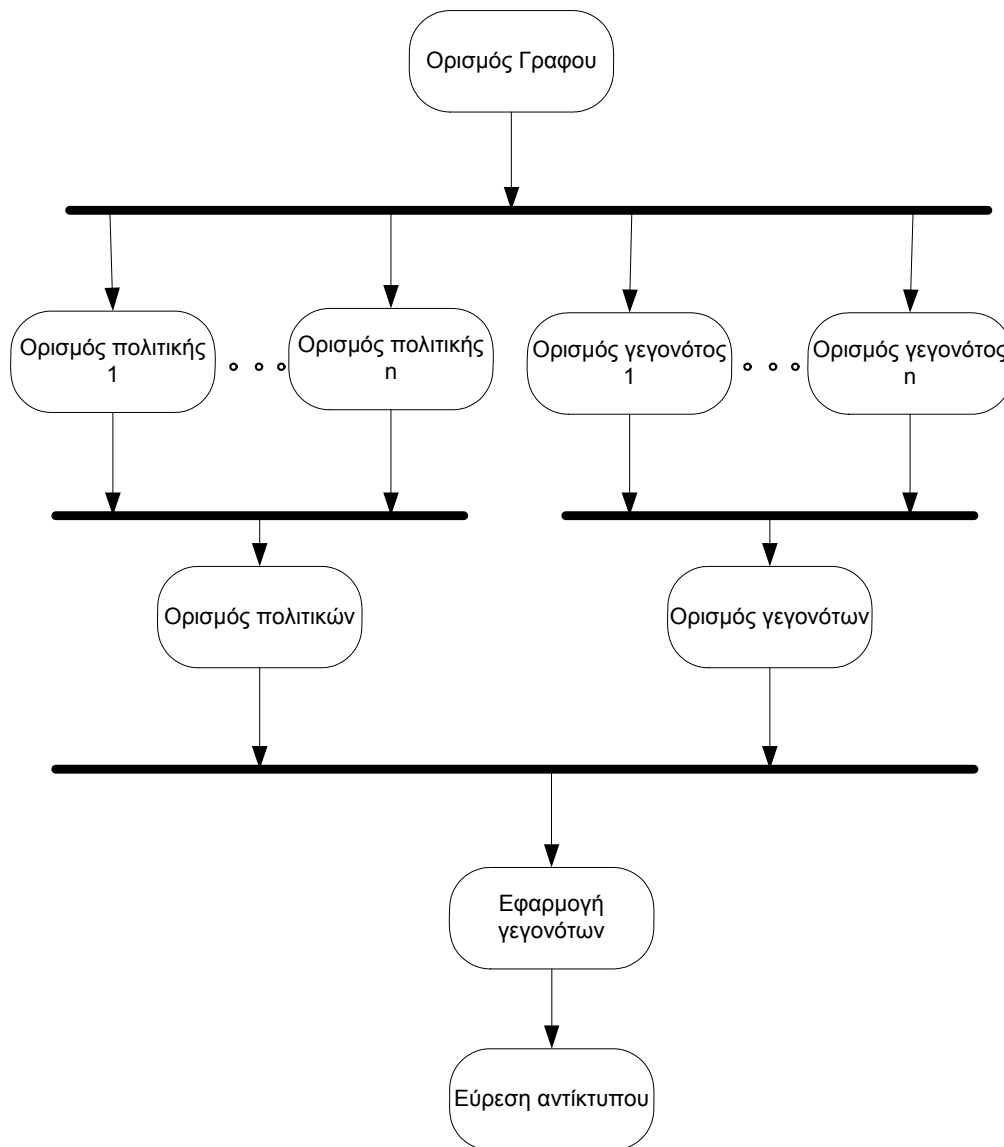 Ορισμός Γραφου
Ορισμός πολιτικής
1
Ορισμός πολιτικής
n
Ορισμός γεγονότος
1
Ορισμός γεγονότος
n
Ορισμός πολιτικών
Ορισμός γεγονότων
Εφαρμογή
γεγονότων
Εύρεση αντίκτυπου